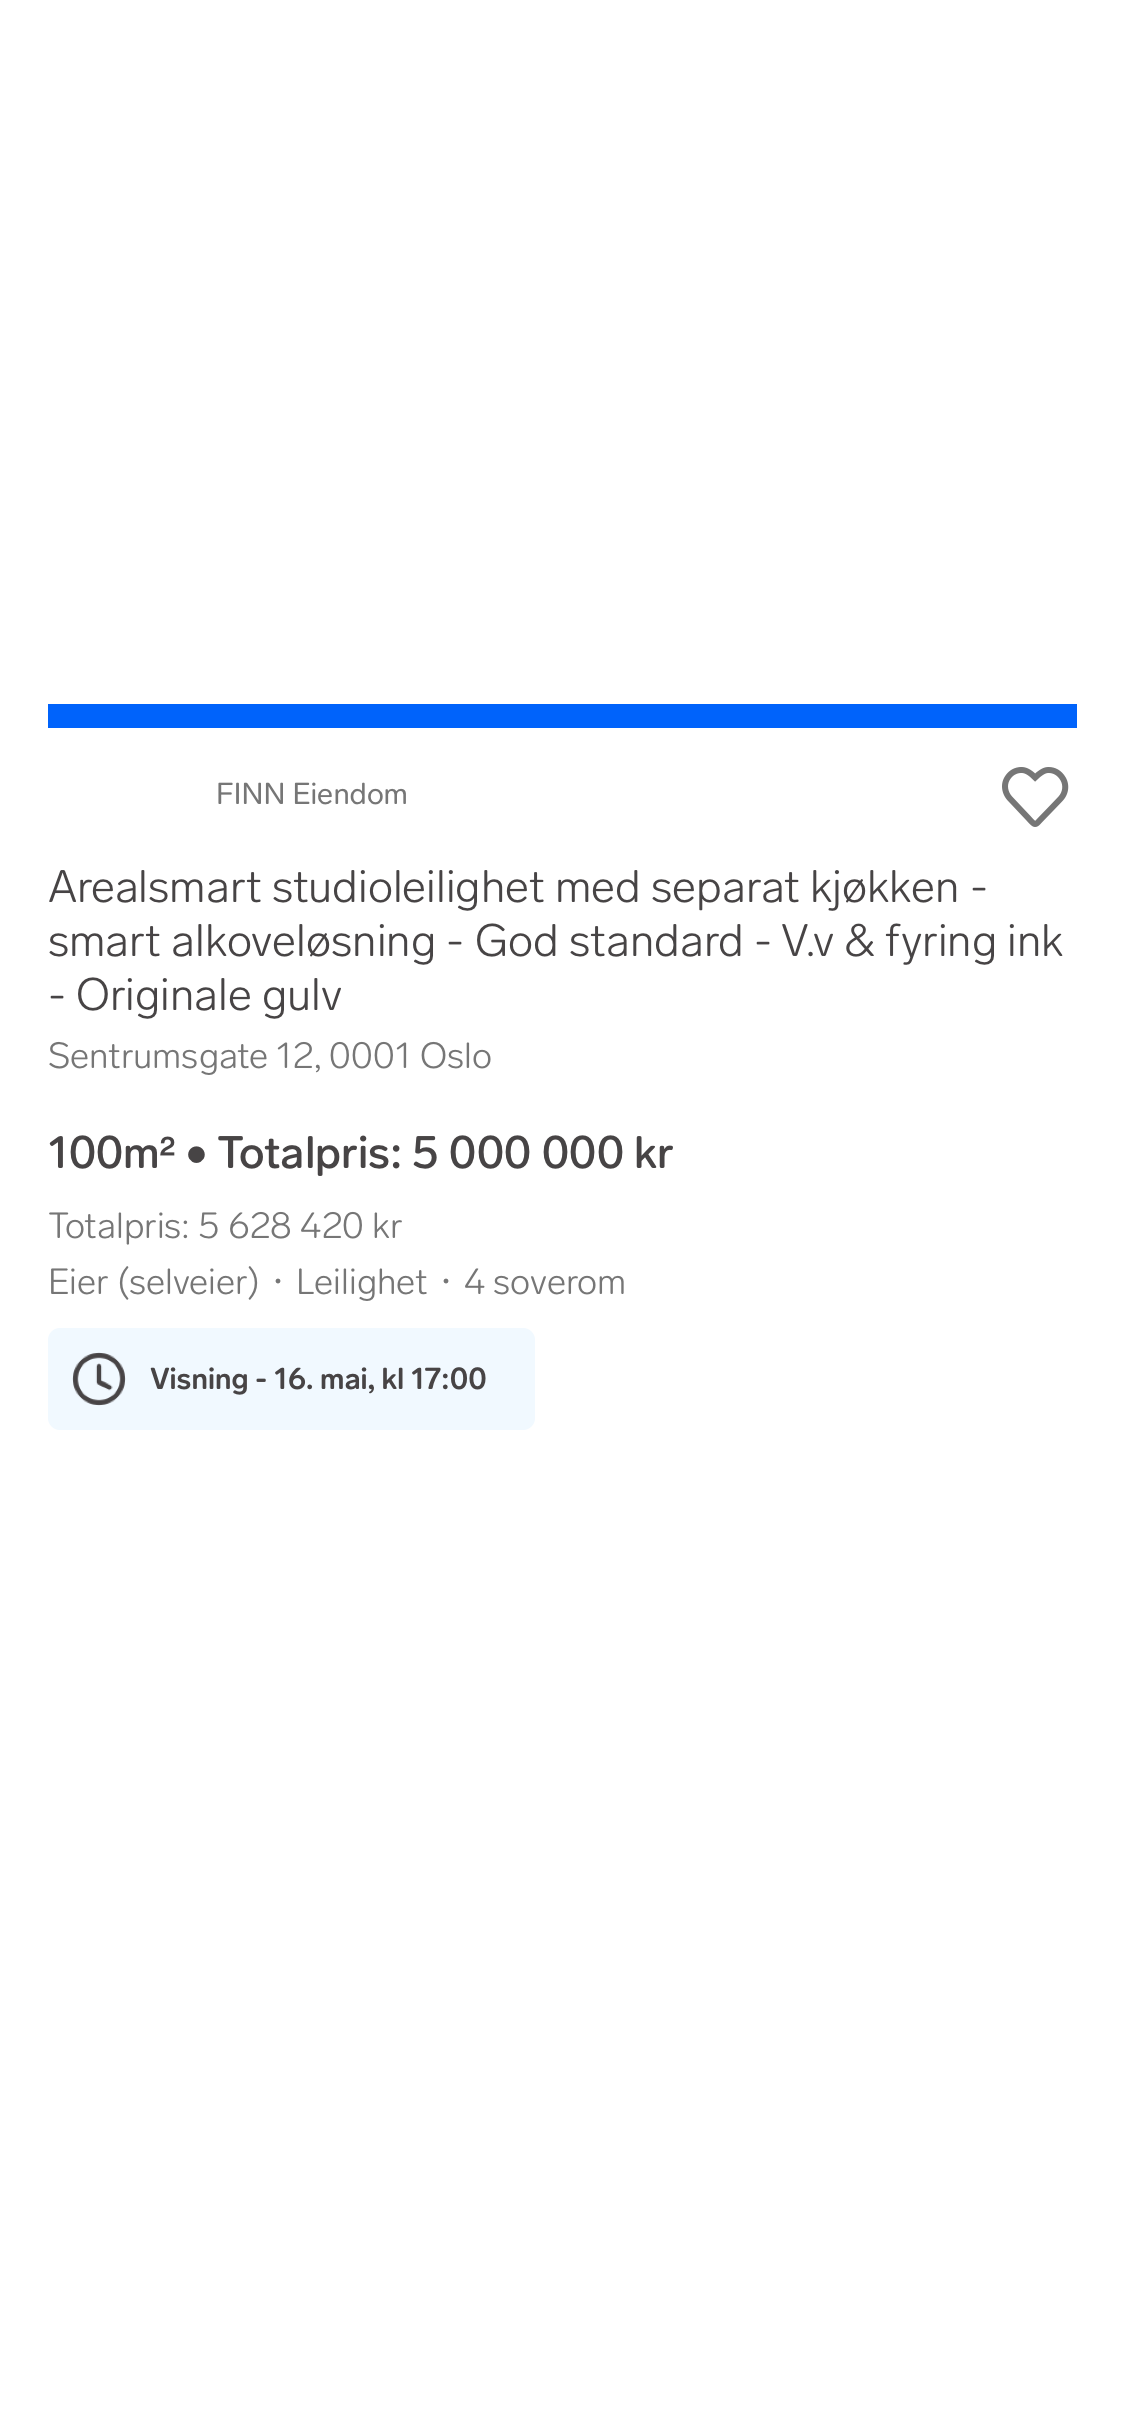 FINN Eiendom
Arealsmart studioleilighet med separat kjøkken -
smart alkoveløsning - God standard - V.v & fyring ink
- Originale gulv
Sentrumsgate 12, 0001 Oslo
100m² • Totalpris: 5 000 000 kr
Totalpris: 5 628 420 kr
Eier (selveier) ・ Leilighet ・ 4 soverom
Visning - 16. mai, kl 17:00